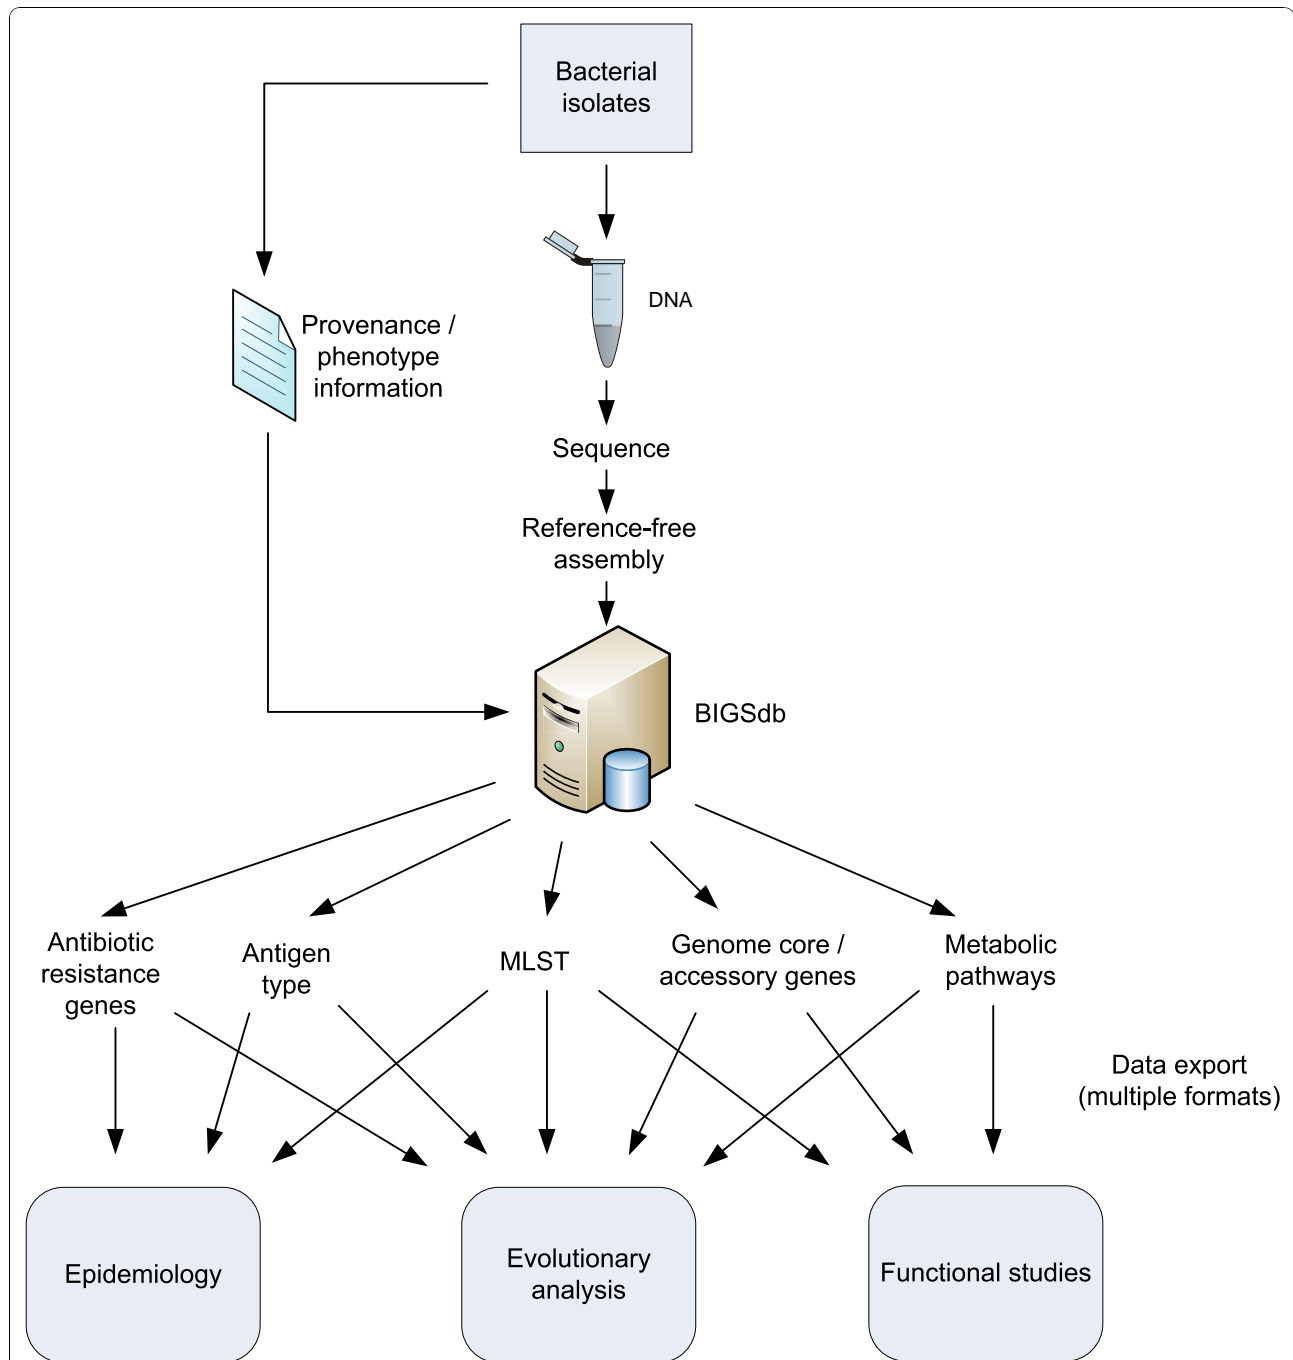 Bacterial
isolates
DNA
Provenance /
phenotype
information
Sequence
Reference-free
assembly
BIGSdb
Antibiotic
resistance
genes
Antigen
type
MLST
Genome core /
accessory genes
Metabolic
pathways
Data export
(multiple formats)
Epidemiology
Evolutionary
analysis
Functional studies